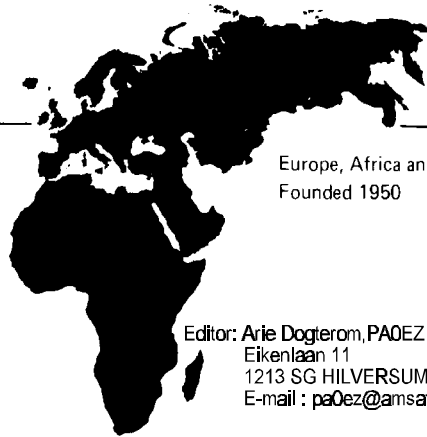 Europe, Africa an
Founded 1950
Editor: Arie Dogterom, PA0EZ
Eikenlaan 11
1213 SG HILVERSUM
E-mail : pa0ez@amsa